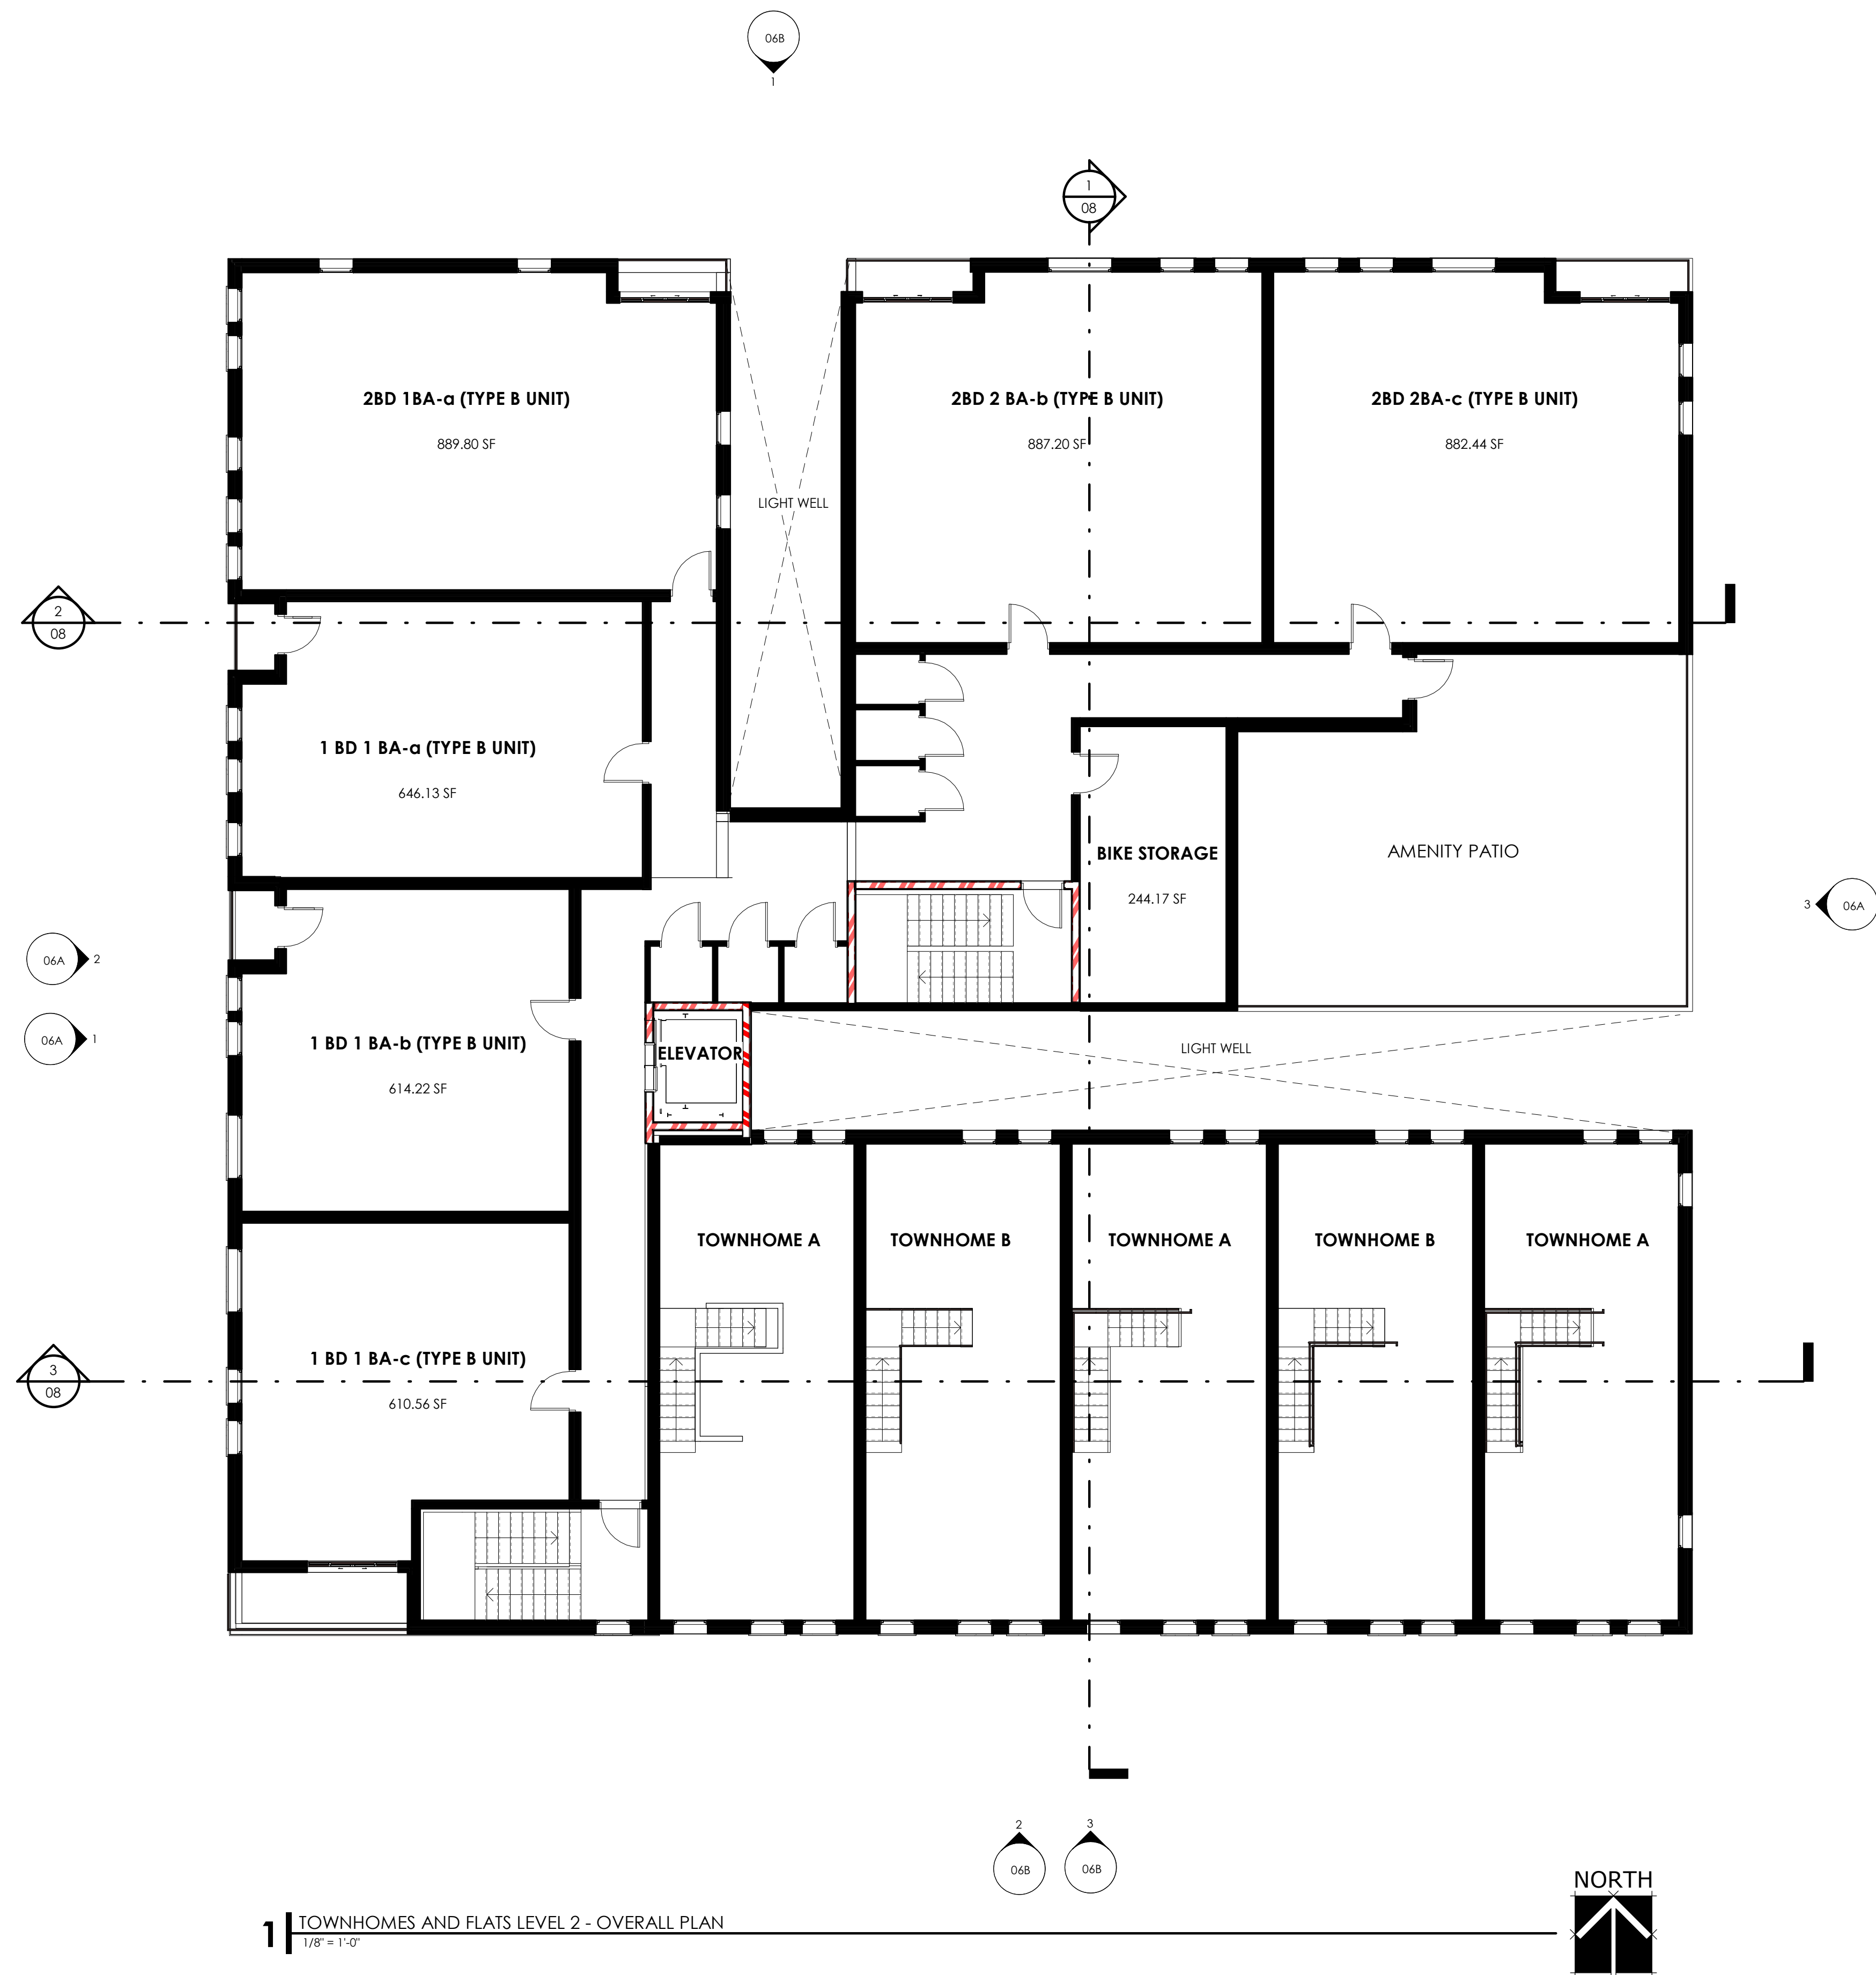 06B
1
1
08
2BD 1BA-a (TYPE B UNIT)
889.80 SF
2BD 2 BA-b (TYPE B UNIT)
887.20 SF
2BD 2BA-c (TYPE B UNIT)
882.44 SF
LIGHT WELL
2
08
1 BD 1 BA-a (TYPE B UNIT)
646.13 SF
BIKE STORAGE
244.17 SF
AMENITY PATIO
3
06A
06A
2
06A
1
1 BD 1 BA-b (TYPE B UNIT)
614.22 SF
ELEVATOR
LIGHT WELL
TOWNHOME A
TOWNHOME B
TOWNHOME A
TOWNHOME B
TOWNHOME A
1 BD 1 BA-c (TYPE B UNIT)
610.56 SF
3
08
2
06B
3
06B
NORTH
1
TOWNHOMES AND FLATS LEVEL 2 - OVERALL PLAN
1/8" = 1'-0"